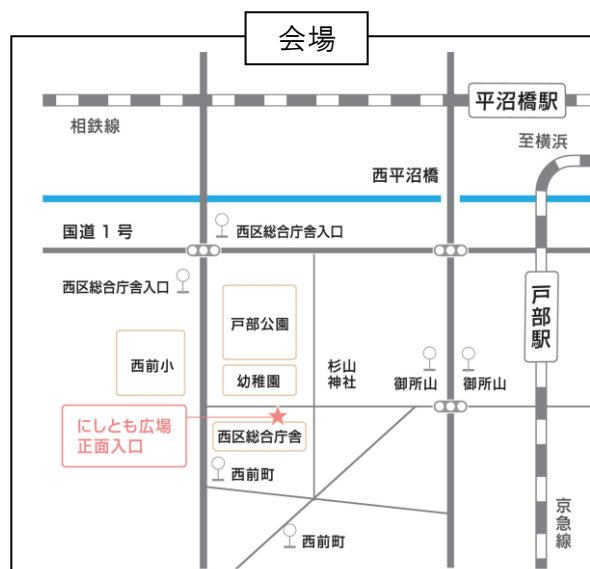 会場
平沼橋駅
相鉄線
至横浜
西平沼橋
国道1号
西区総合庁舎入口
西区総合庁舎入口
戸部駅
戸部公園
西前小
幼稚園
杉山
神社
御所山
御所山
にしとも広場
正面入口
西区総合庁舎
西前町
西前町
京急線